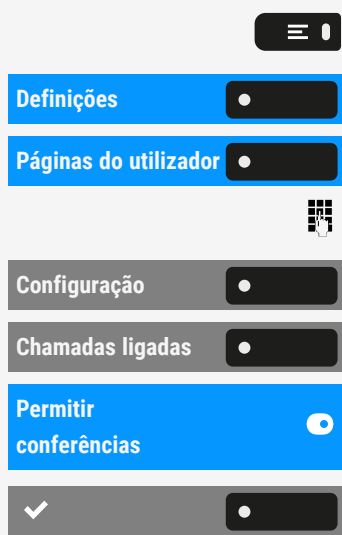 Definições
Páginas do utilizador
Configuração
Chamadas ligadas
Permitir
conferências